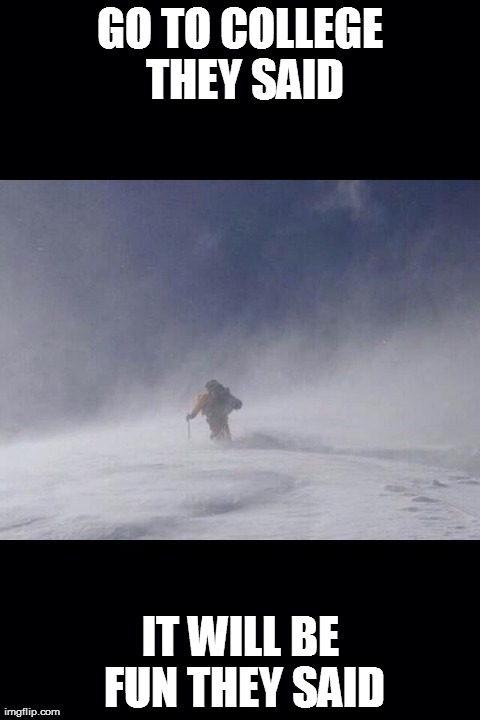 GO TO COLLEGE
THEY SAID
IT WILL BE
FUN THEY SAID
imgflip.com